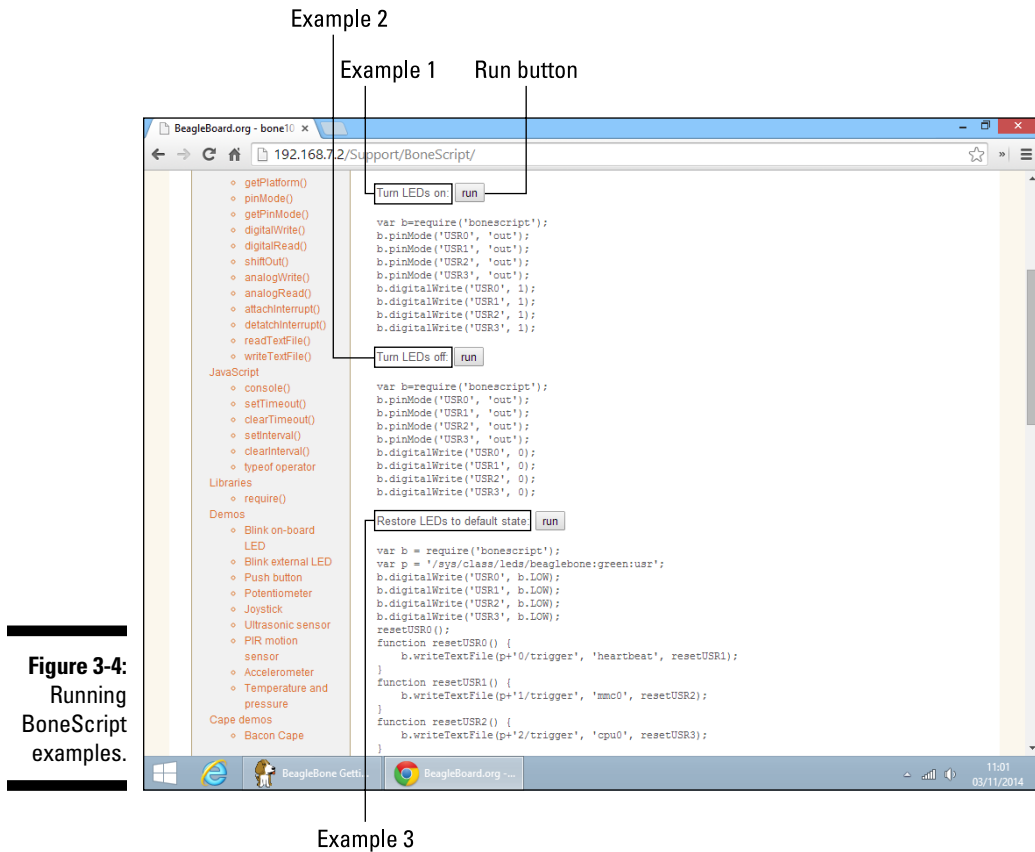 Example 2
Example 1 Run button
BeagleBoard.org - bone10
192.168.7.2/Support/BoneScript/
getPlatform()
pinMode()
getPinMode()
digitalWrite()
digitalRead()
shiftOut()
analogWrite()
analogRead()
attachInterrupt()
detatchInterrupt()
readTextFile()
writeTextFile()
JavaScript
console()
setTimeout()
clearTimeout()
setInterval()
clearInterval()
typeof operator
Libraries
require()
Demos
Blink on-board
LED
Blink external LED
Push button
Potentiometer
Joystick
Ultrasonic sensor
PIR motion
sensor
Accelerometer
Temperature and
pressure
Cape demos
Bacon Cape
Turn LEDs on: run
var b=require('bonescript');
b.pinMode('USR0', 'out');
b.pinMode('USR1', 'out');
b.pinMode('USR2', 'out');
b.pinMode('USR3', 'out');
b.digitalWrite('USR0', 1);
b.digitalWrite('USR1', 1);
b.digitalWrite('USR2', 1);
b.digitalWrite('USR3', 1);
Turn LEDs off: run
var b=require('bonescript');
b.pinMode('USR0', 'out');
b.pinMode('USR1', 'out');
b.pinMode('USR2', 'out');
b.pinMode('USR3', 'out');
b.digitalWrite('USR0', 0);
b.digitalWrite('USR1', 0);
b.digitalWrite('USR2', 0);
b.digitalWrite('USR3', 0);
Restore LEDs to default state: run
var b = require('bonescript');
var p = '/sys/class/leds/beaglebone:green:usr';
b.digitalWrite('USR0', b.LOW);
b.digitalWrite('USR1', b.LOW);
b.digitalWrite('USR2', b.LOW);
b.digitalWrite('USR3', b.LOW);
resetUSR0();
function resetUSR0() {
b.writeTextFile(p+'0/trigger', 'heartbeat', resetUSR1);
}
function resetUSR1() {
b.writeTextFile(p+'1/trigger', 'mmc0', resetUSR2);
}
function resetUSR2() {
b.writeTextFile(p+'2/trigger', 'cpu0', resetUSR3);
}
BeagleBone Getti... BeagleBoard.org -... 11:01
03/11/2014
Example 3
Figure 3-4:
Running
BoneScript
examples.